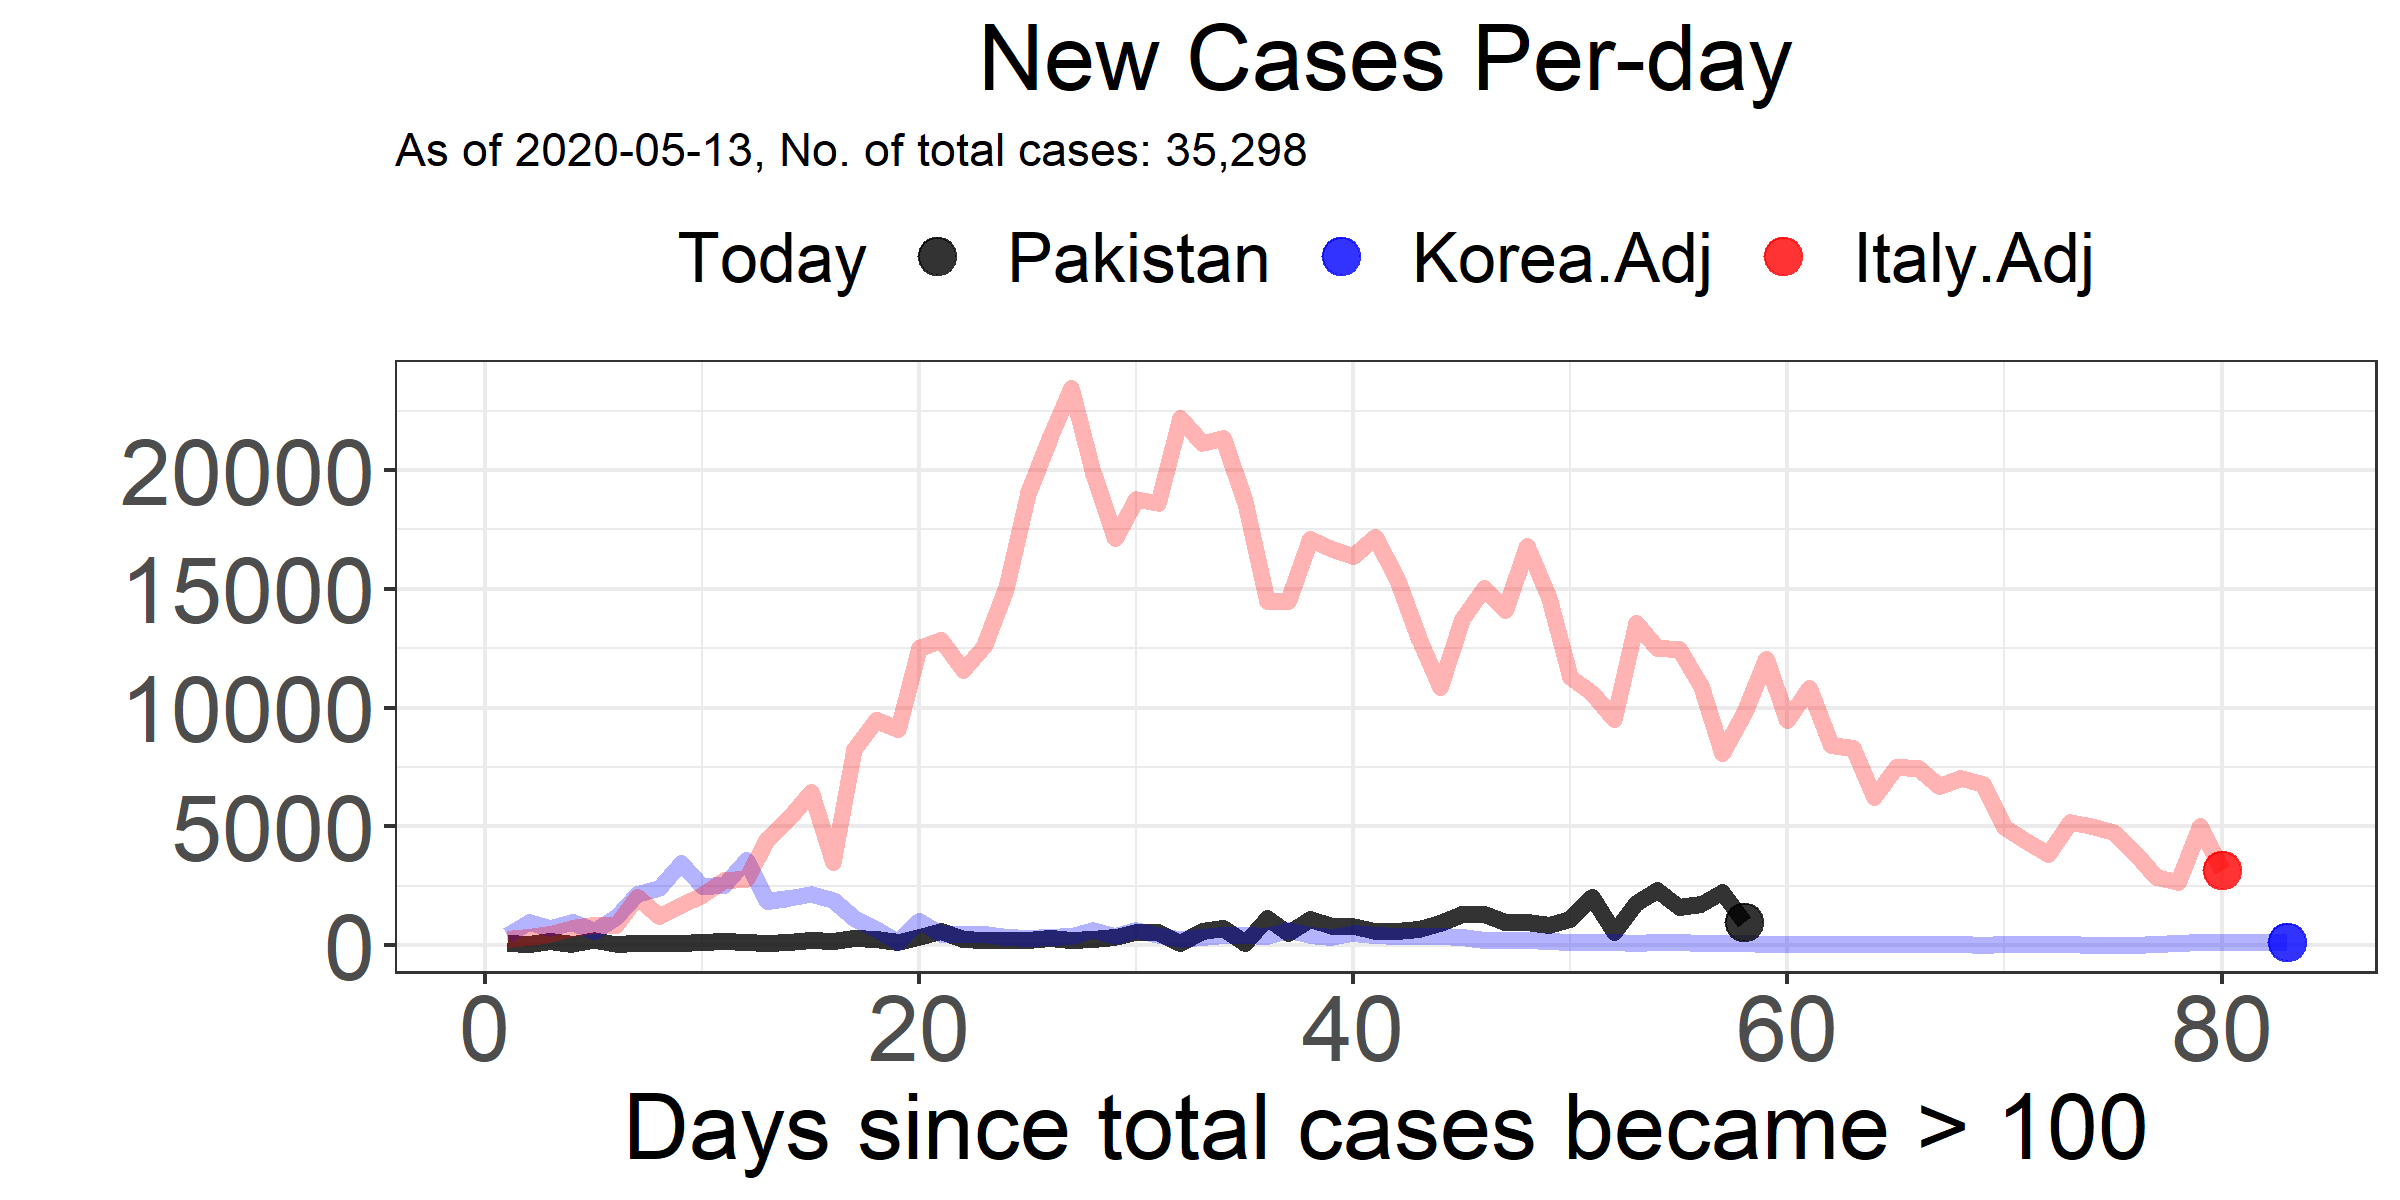 New Cases Per-day
As of 2020-05-13, No. of total cases: 35,298
Today Pakistan Korea.Adj Italy.Adj
20000
15000
10000
5000
0
0 20 40 60 80
Days since total cases became > 100